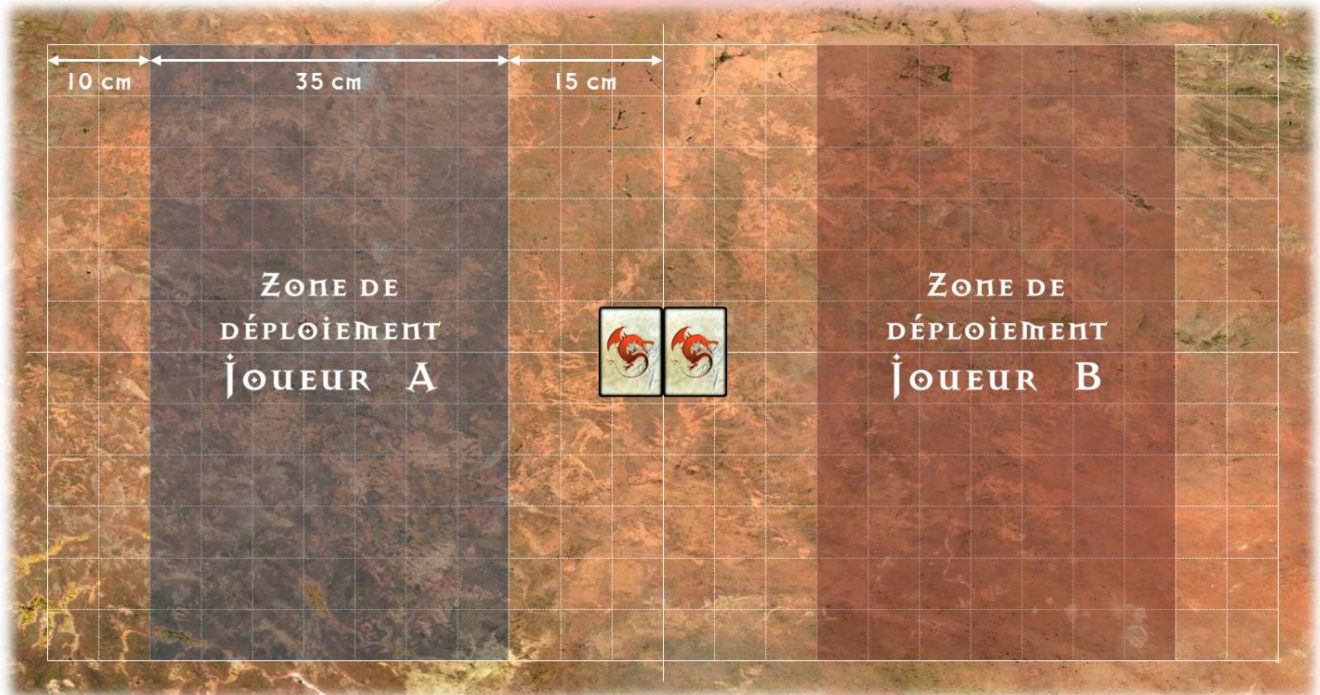 10 cm
35 cm
15 cm
Zone de
déploiement
Joueur A
Zone de
déploiement
Joueur B